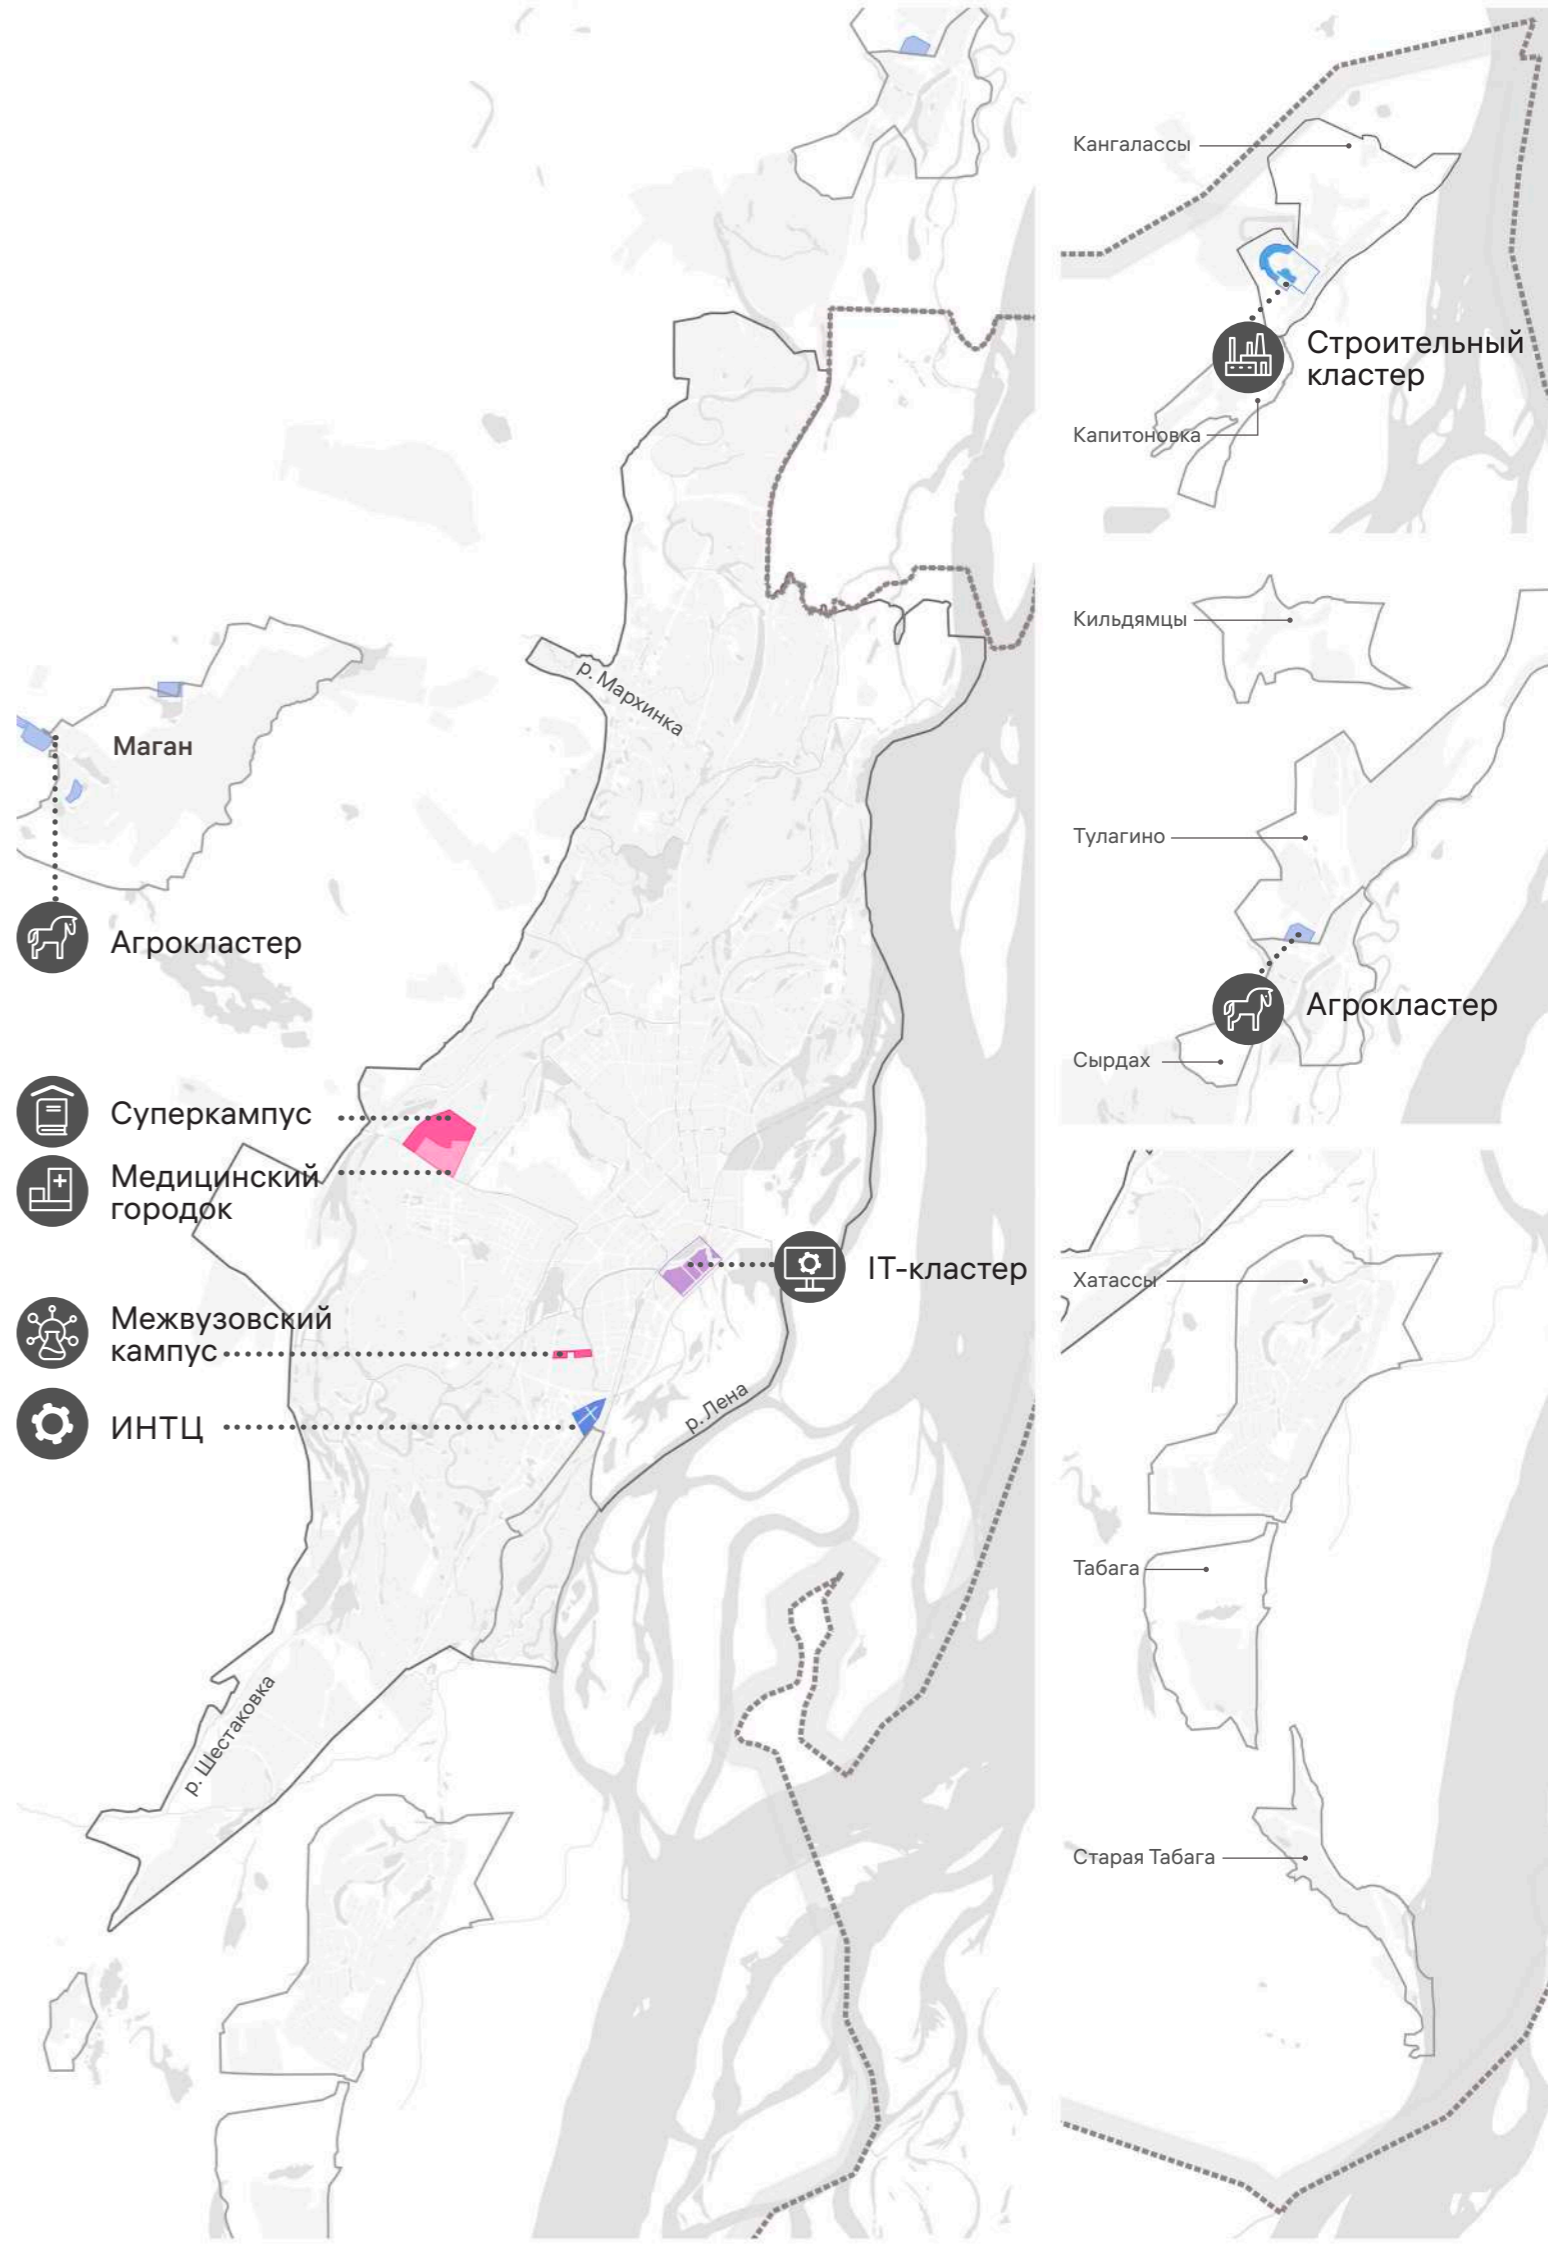 р. Мархинка
Маган
Агрокластер
Суперкампус
Медицинский
городок
IT-кластер
Межвузовский
кампус
ИНТЦ
р. Лена
р. Шестаковка
Кангалассы
Строительный
кластер
Капитоновка
Кильдямцы
Тулагино
Агрокластер
Сырдах
Хатассы
Табага
Старая Табага